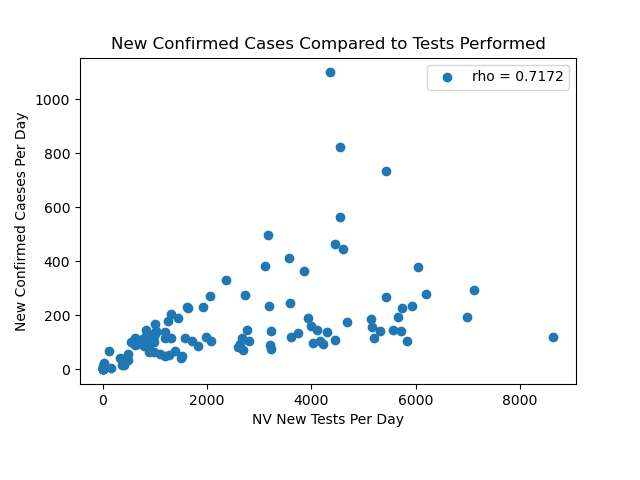 New Confirmed Cases Compared to Tests Performed
rho = 0.7172
New Confirmed Caeses Per Day
1000
800
600
400
200
0
0 2000 4000 6000 8000
NV New Tests Per Day